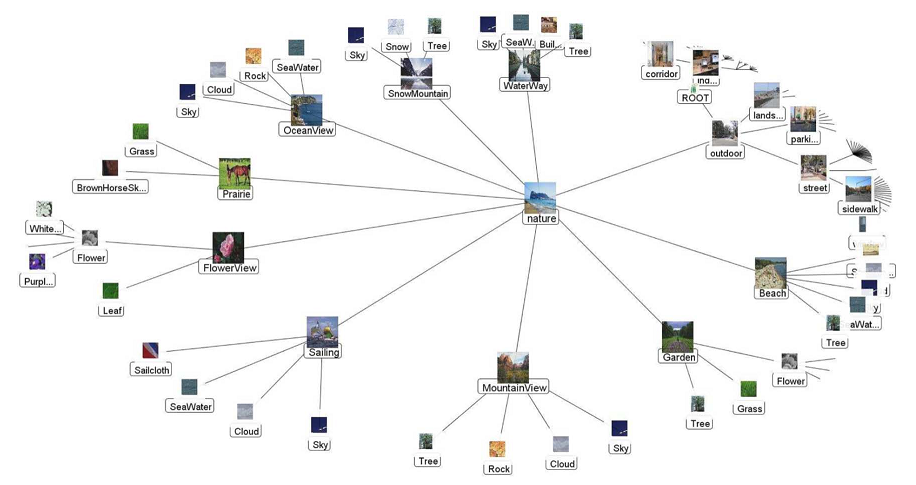 Sky
Snow
Tree
SnowMountain
Sky
SeaW...
Buil...
Tree
WaterWay
corridor
ind...
ROOT
lands...
parki...
outdoor
street
sidewalk
Sky
Cloud
Rock
SeaWater
OceanView
Grass
BrownHorseSk...
Prairie
nature
White...
Flower
Purpl...
FlowerView
Leaf
Beach
aWat...
Tree
Sailcloth
SeaWater
Cloud
Sky
Sailing
MountainView
Tree
Rock
Cloud
Sky
Garden
Flower
Grass
Tree